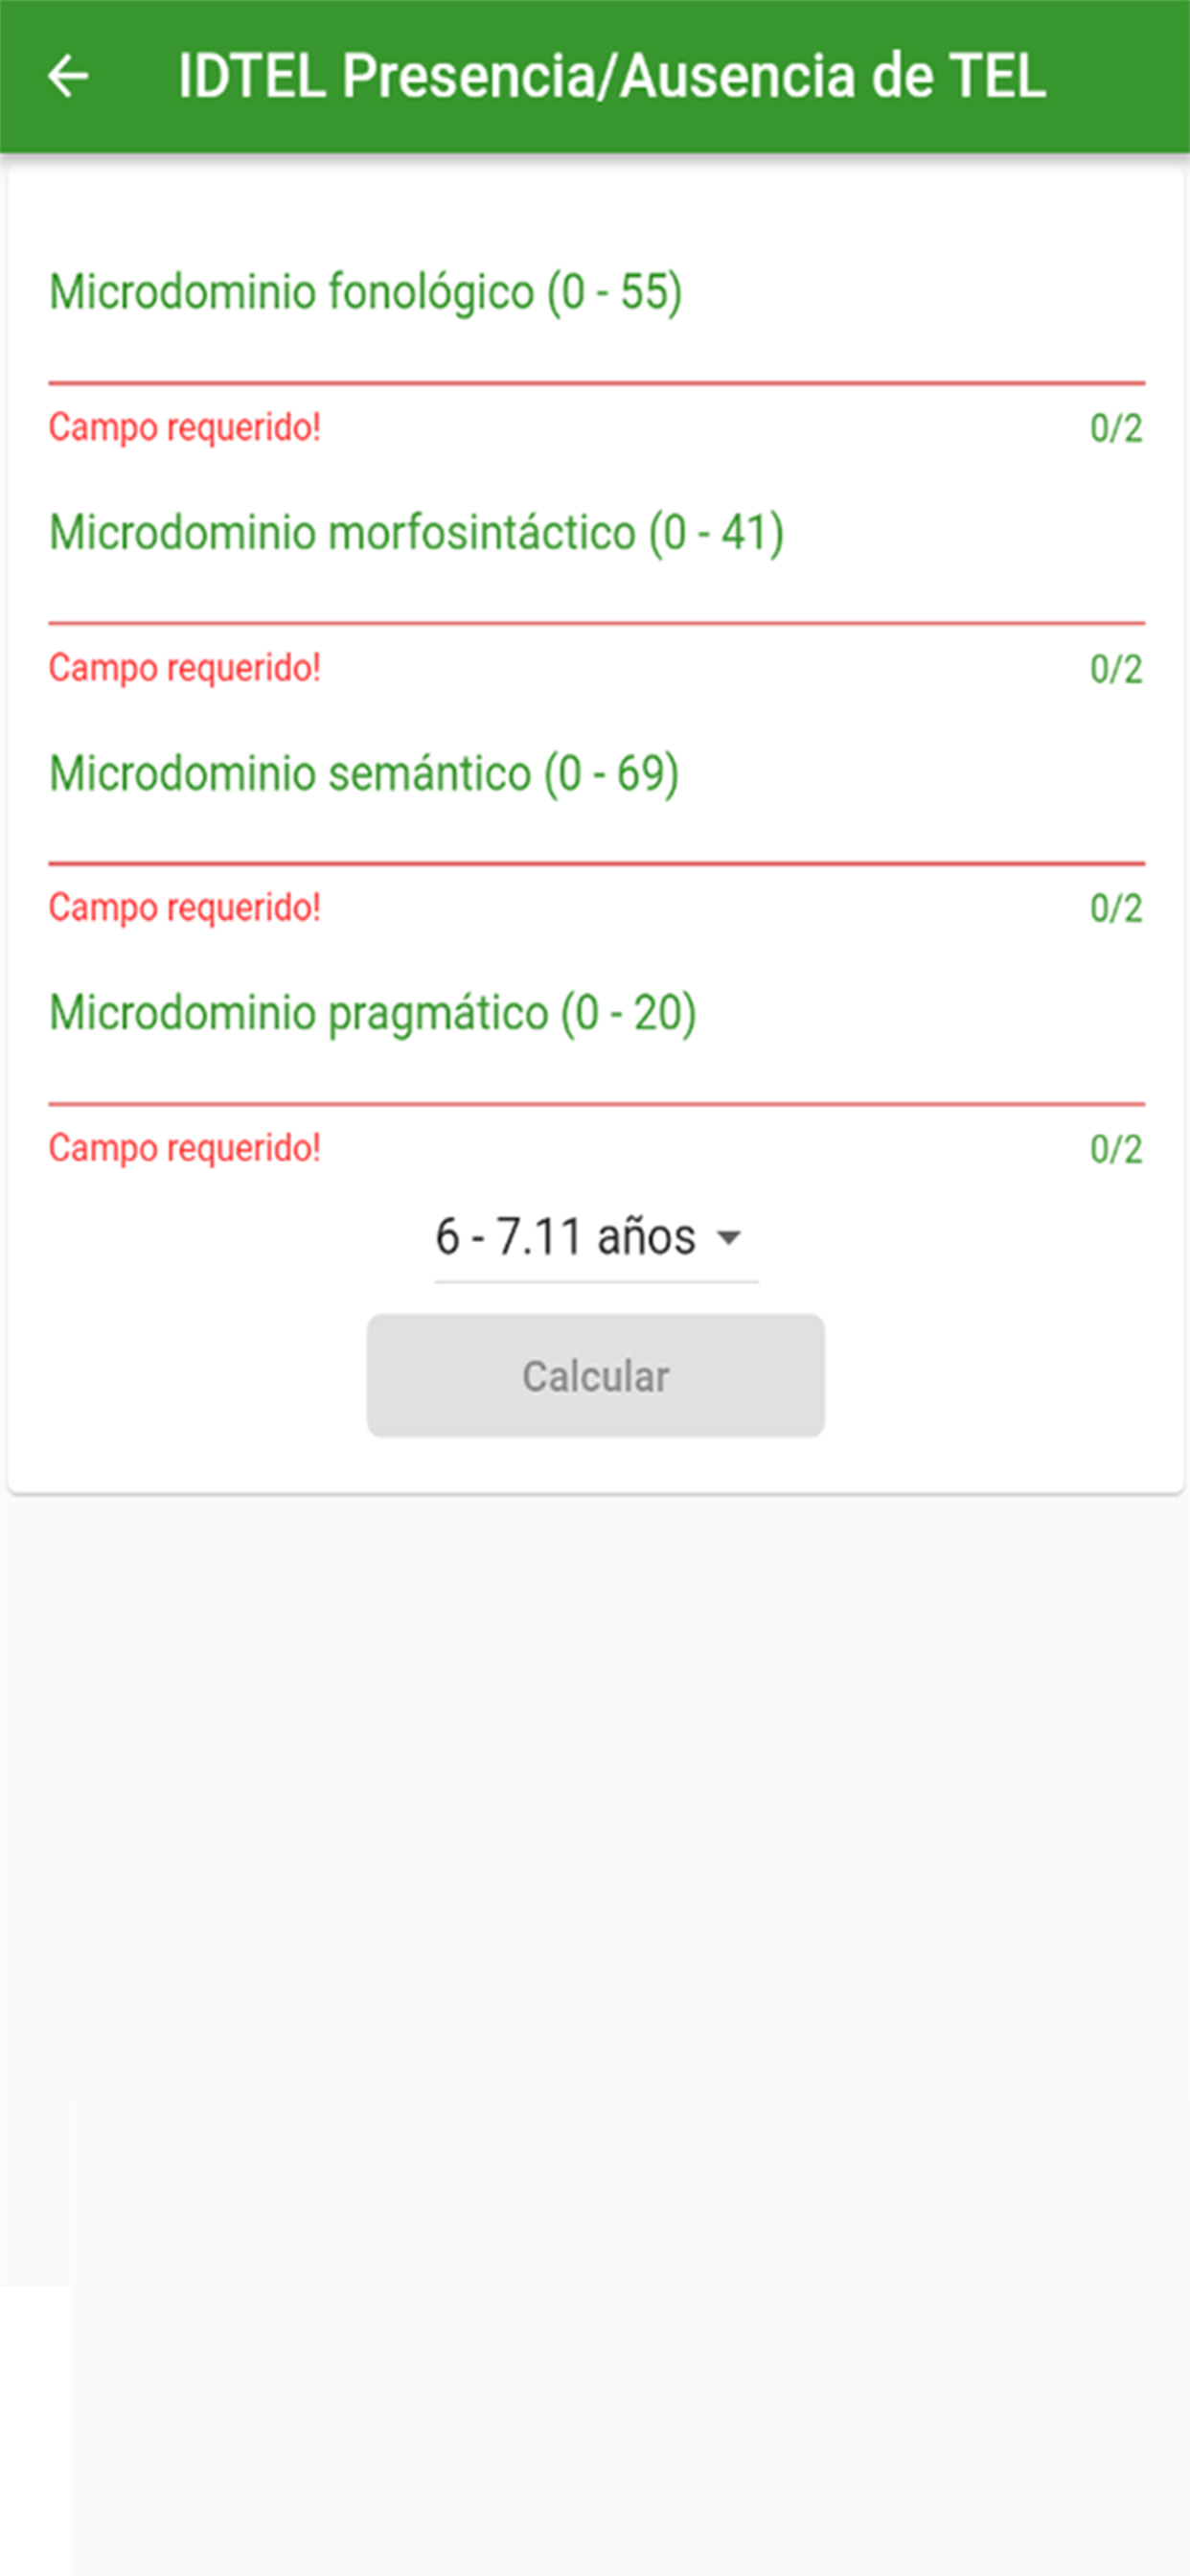 IDTEL Presencia/Ausencia de TEL
Microdominio fonológico (0 - 55)
Campo requerido! 0/2
Microdominio morfosintáctico (0 - 41)
Campo requerido! 0/2
Microdominio semántico (0 - 69)
Campo requerido! 0/2
Microdominio pragmático (0 - 20)
Campo requerido! 0/2
6 - 7.11 años
Calcular